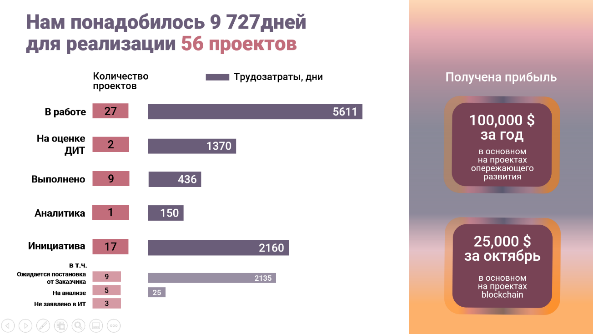 Нам понадобилось 9 727дней
для реализации 56 проектов
Количество
проектов
Трудозатраты, дни
В работе 27 5611
На оценке
ДИТ 2 1370
Выполнено 9 436
Аналитика 1 150
Инициатива 17 2160
в т.ч.
Ожидается постановка
от Заказчика 9 2135
На анализе 5 25
Не заявлено в ИТ 3
Получена прибыль
100,000 $
за год
в основном
на проектах
опережающего
развития
25,000 $
за октябрь
в основном
на проектах
blockchain